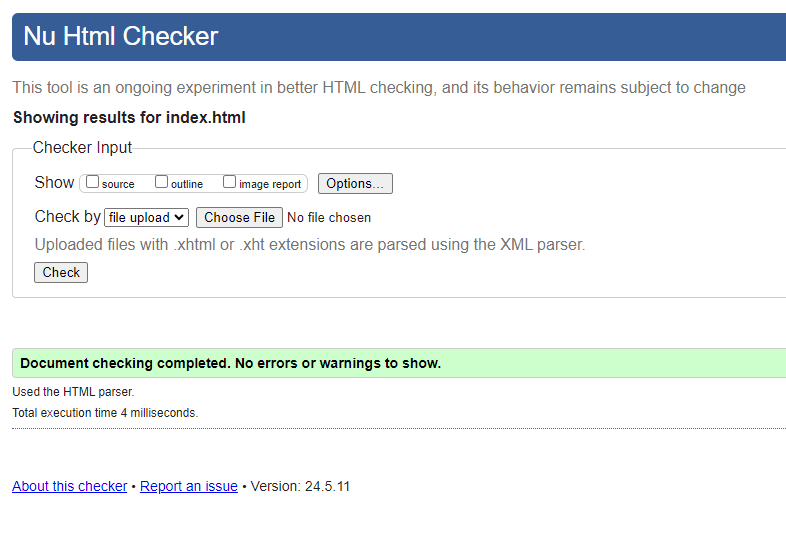 Nu Html Checker
This tool is an ongoing experiment in better HTML checking, and its behavior remains subject to change
Showing results for index.html
Checker Input
Show source outline image report Options...
Check by file upload Choose File No file chosen
Uploaded files with .xhtml or .xht extensions are parsed using the XML parser.
Check
Document checking completed. No errors or warnings to show.
Used the HTML parser.
Total execution time 4 milliseconds.
About this checker • Report an issue • Version: 24.5.11